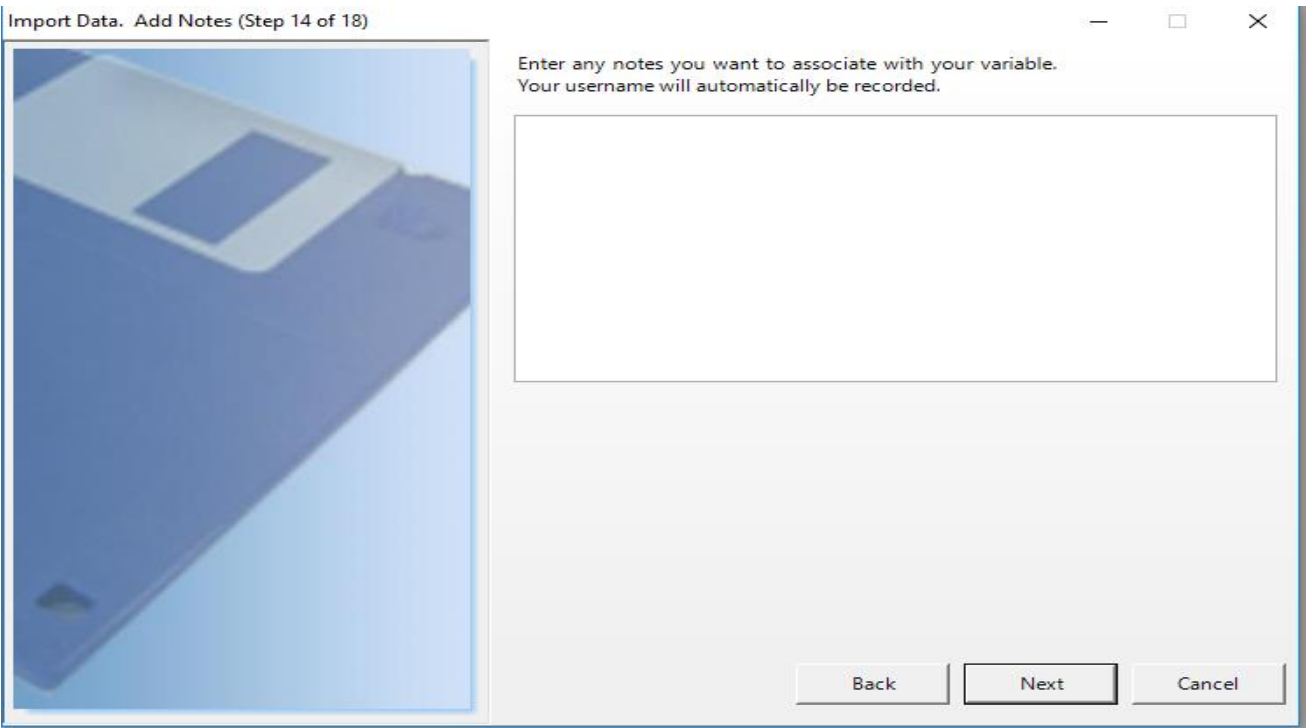 Import Data.  Add Notes (Step 14 of 18)
Enter any notes you want to associate with your variable.
Your username will automatically be recorded.
Back
Next
Cancel